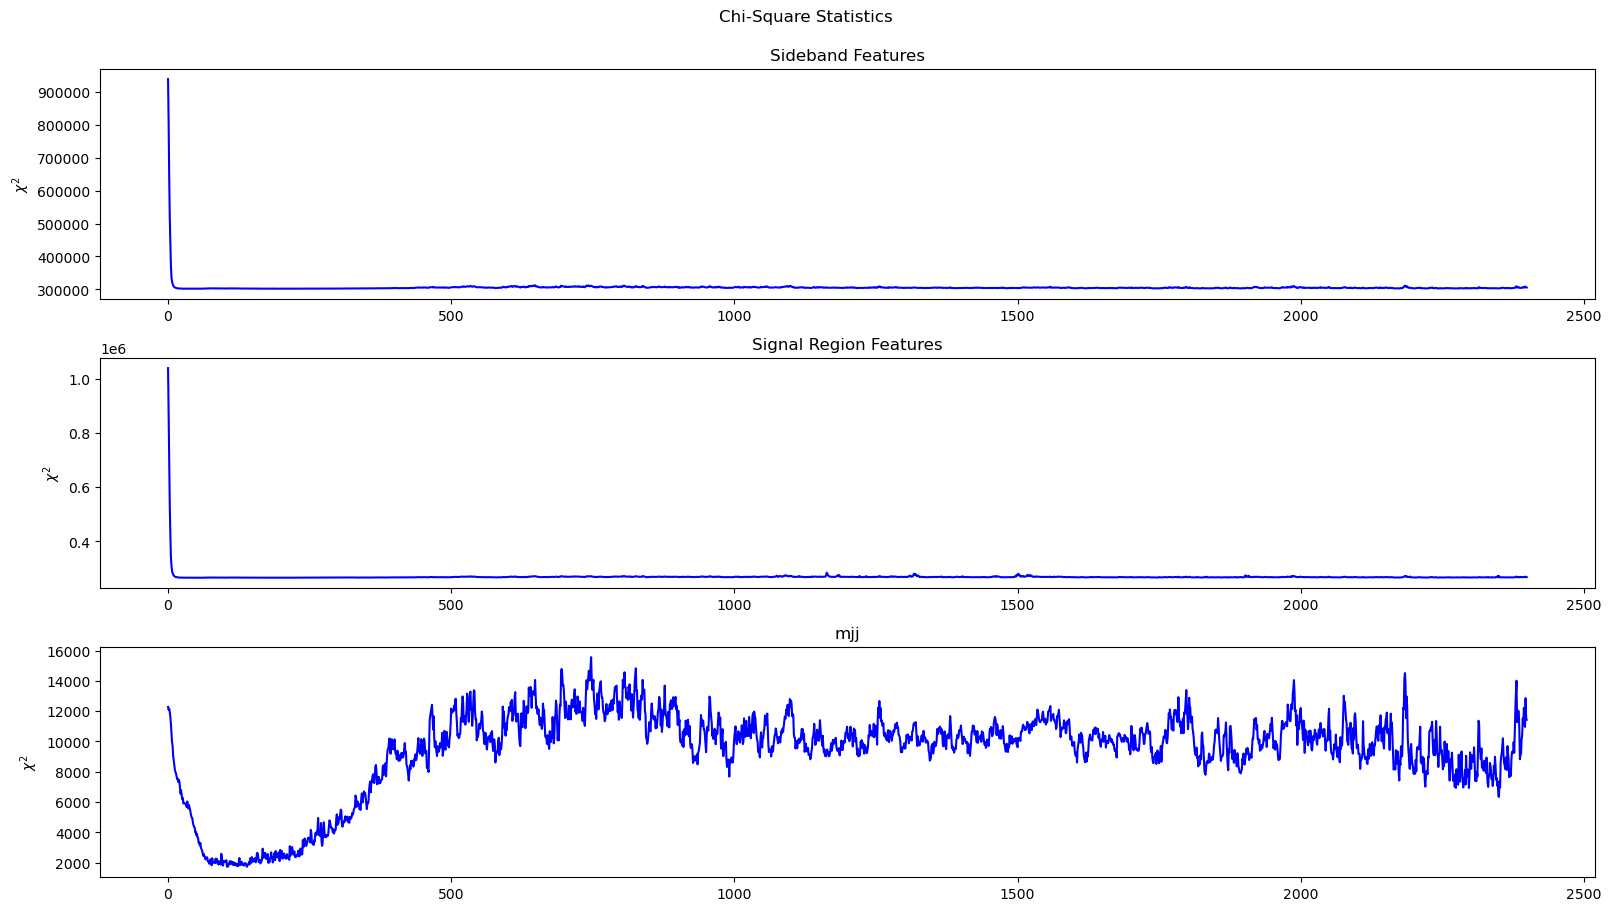 Chi-Square Statistics
Sideband Features
900000
800000
700000
600000
500000
400000
300000
χ²
0 500 1000 1500 2000 2500
Signal Region Features
1e6
1.0
0.8
0.6
0.4
χ²
0 500 1000 1500 2000 2500
mjj
16000
14000
12000
10000
8000
6000
4000
2000
χ²
0 500 1000 1500 2000 2500